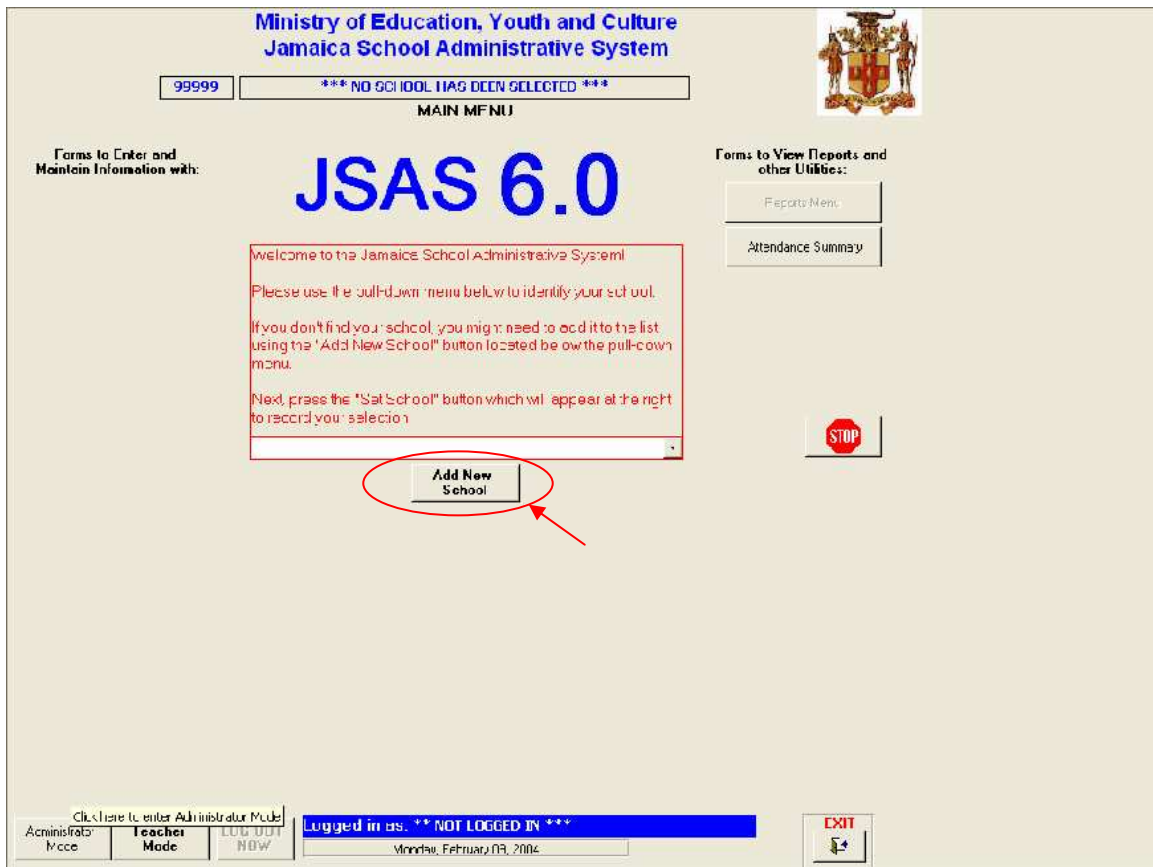 Ministry of Education, Youth and Culture
Jamaica School Administrative System
99999
*** NO SCHOOL HAS BEEN SELECTED ***
MAIN MENU
Forms to Enter and
Maintain Information with:
JSAS 6.0
Forms to View Reports and
other Utilities:
Reports Menu
Attendance Summary
Welcome to the Jamaica School Administrative System!
Please use the pull-down menu below to identify your school.
If you don't find your school, you might need to add it to the list
using the "Add New School" button located below the pull-down
menu.
Next, press the "Set School" button which will appear at the right
to record your selection
STOP
Add New
School
Click here to enter Administrator Mode
Administrator
Mode
Teacher
Mode
LOG OUT
NOW
Logged in as: ** NOT LOGGED IN ***
Monday, February 09, 2004
EXIT